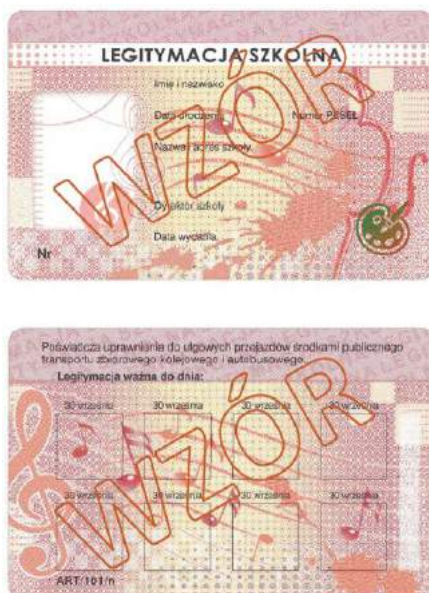 LEGITYMACJA SZKOLNA
Imię i nazwisko
Data urodzenia Numer PESEL
Nazwa i adres szkoły
Dyrektor szkoły
Data wydania
Nr
WZÓR
Poświadcza uprawnienia do ulgowych przejazdów środkami publicznego
transportu zbiorowego kolejowego i autobusowego.
Legitymacja ważna do dnia:
30 września 30 września 30 września 30 września
30 września 30 września 30 września 30 września
WZÓR
ART/101/n